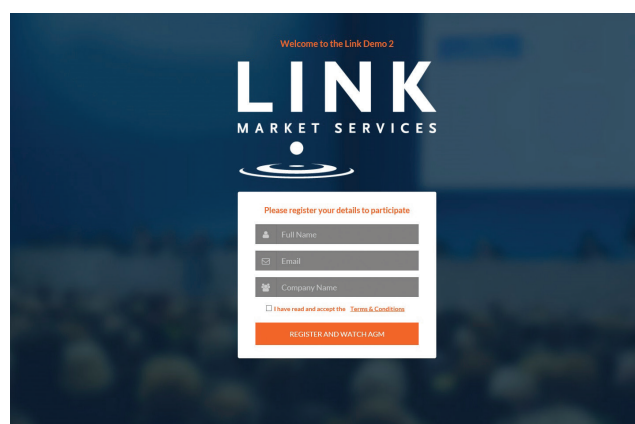 Welcome to the Link Demo 2
LINK
MARKET SERVICES
Please register your details to participate
Full Name
Email
Company Name
I have read and accept the Terms & Conditions
REGISTER AND WATCH AGM